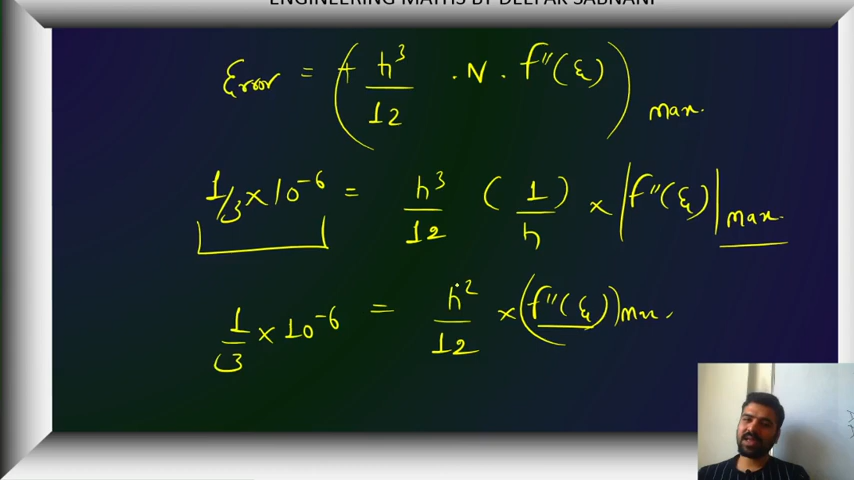 ENGINEERING MATHS BY DEEPAK SABNANI
Error = (+ h³/12 . N . f''(ξ)) max.
1/3 × 10⁻⁶ = h³/12 (1/h) × |f''(ξ)| max.
1/3 × 10⁻⁶ = h²/12 × (f''(ξ)) max.